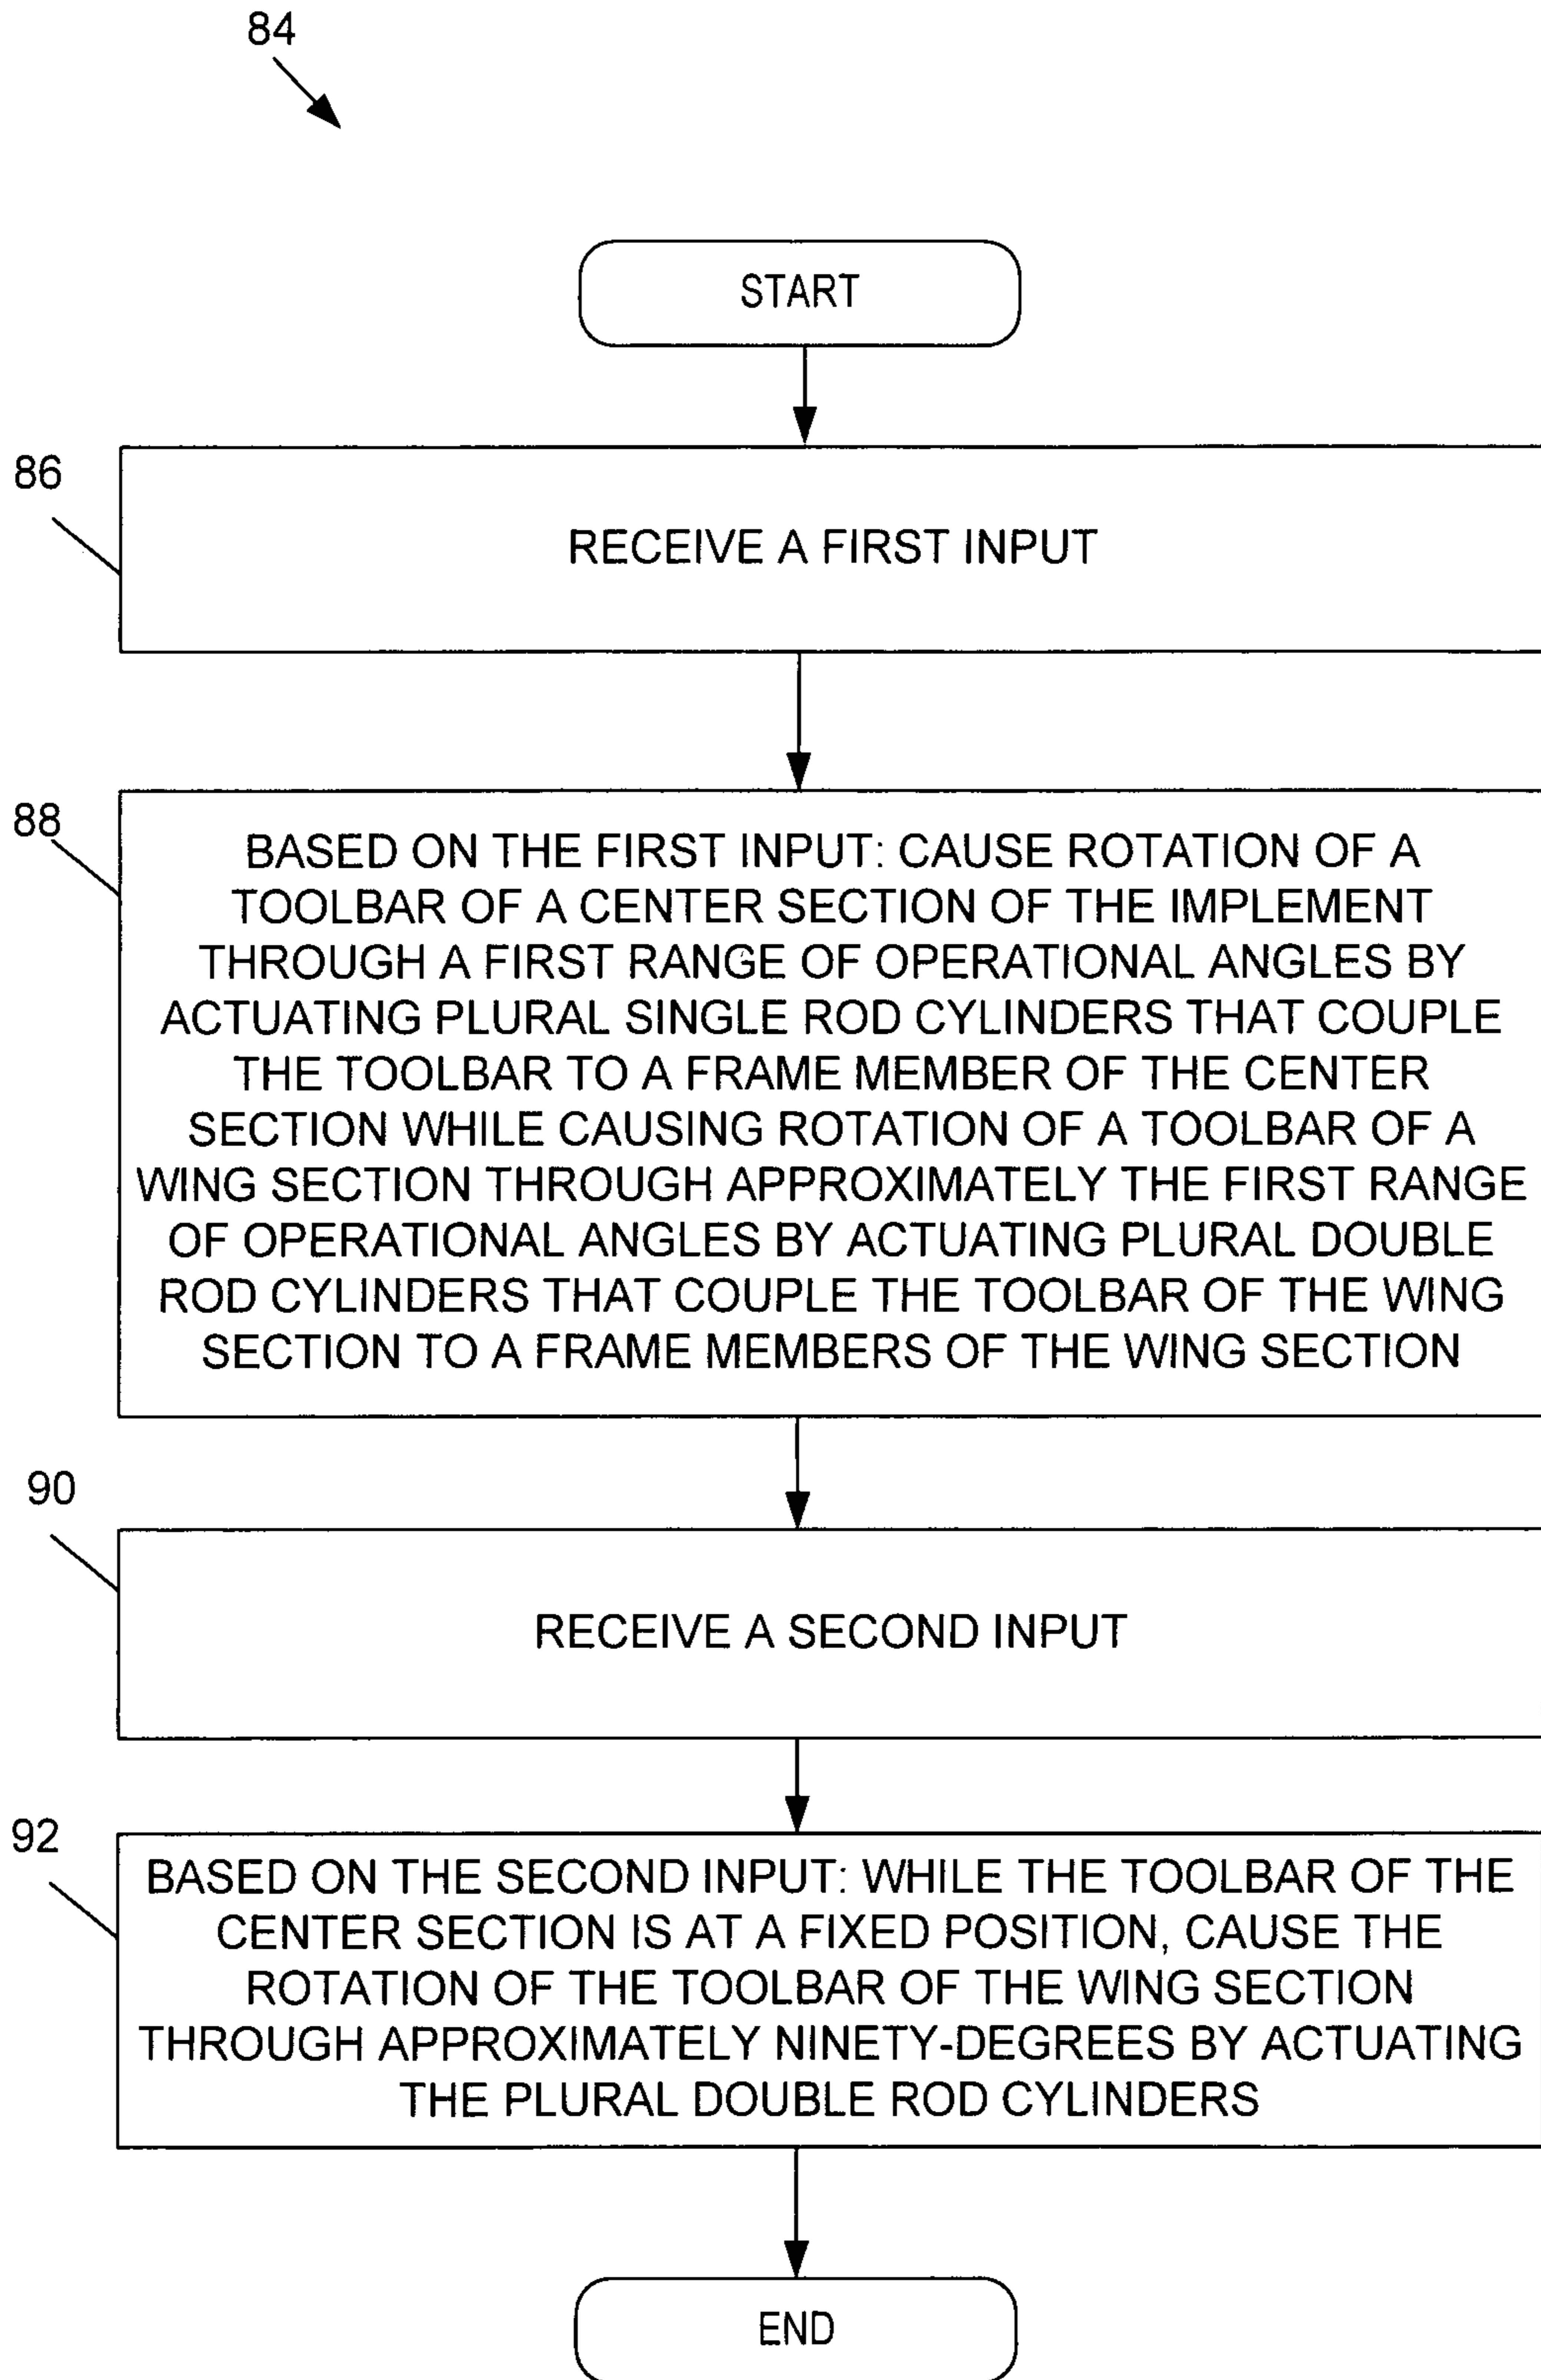 84
START
86
RECEIVE A FIRST INPUT
88
BASED ON THE FIRST INPUT: CAUSE ROTATION OF A
TOOLBAR OF A CENTER SECTION OF THE IMPLEMENT
THROUGH A FIRST RANGE OF OPERATIONAL ANGLES BY
ACTUATING PLURAL SINGLE ROD CYLINDERS THAT COUPLE
THE TOOLBAR TO A FRAME MEMBER OF THE CENTER
SECTION WHILE CAUSING ROTATION OF A TOOLBAR OF A
WING SECTION THROUGH APPROXIMATELY THE FIRST RANGE
OF OPERATIONAL ANGLES BY ACTUATING PLURAL DOUBLE
ROD CYLINDERS THAT COUPLE THE TOOLBAR OF THE WING
SECTION TO A FRAME MEMBERS OF THE WING SECTION
90
RECEIVE A SECOND INPUT
92
BASED ON THE SECOND INPUT: WHILE THE TOOLBAR OF THE
CENTER SECTION IS AT A FIXED POSITION, CAUSE THE
ROTATION OF THE TOOLBAR OF THE WING SECTION
THROUGH APPROXIMATELY NINETY-DEGREES BY ACTUATING
THE PLURAL DOUBLE ROD CYLINDERS
END